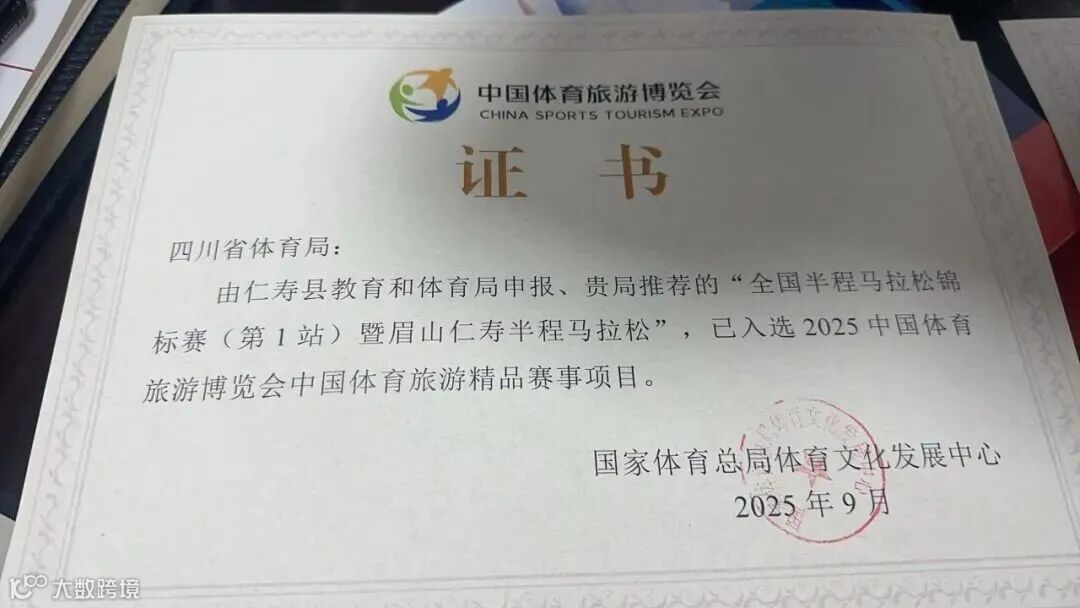 中国体育旅游博览会
CHINA SPORTS TOURISM EXPO
证 书
四川省体育局：
由仁寿县教育和体育局申报、贵局推荐的“全国半程马拉松锦
标赛（第1站）暨眉山仁寿半程马拉松”，已入选2025中国体育
旅游博览会中国体育旅游精品赛事项目。
国家体育总局体育文化发展中心
2025年9月
大数跨境